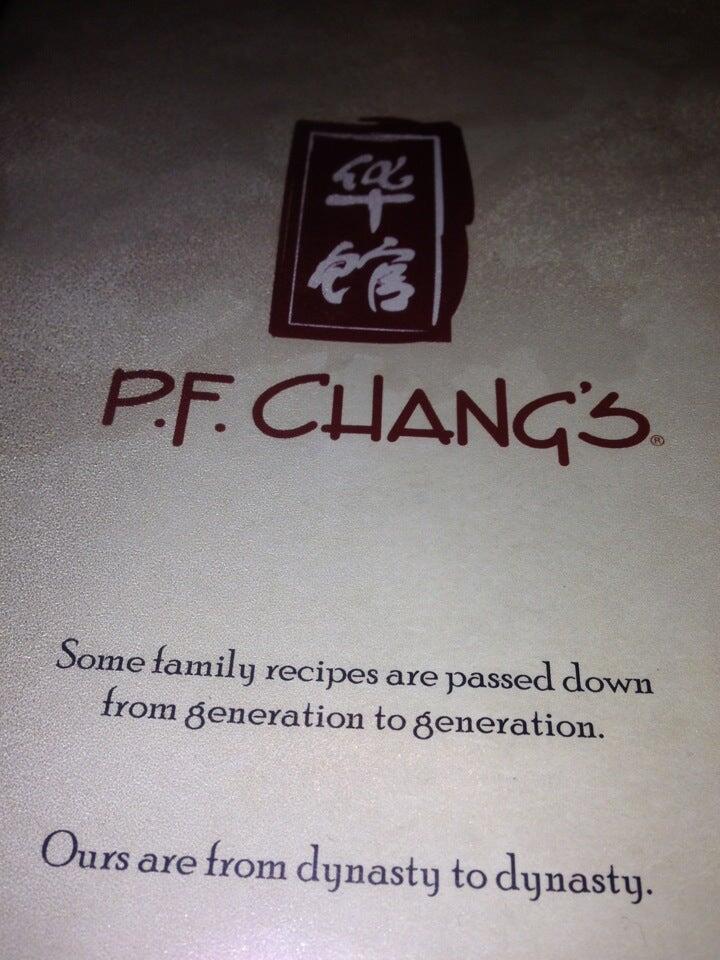 华
馆
P.F. CHANG'S®
Some family recipes are passed down
from generation to generation.
Ours are from dynasty to dynasty.